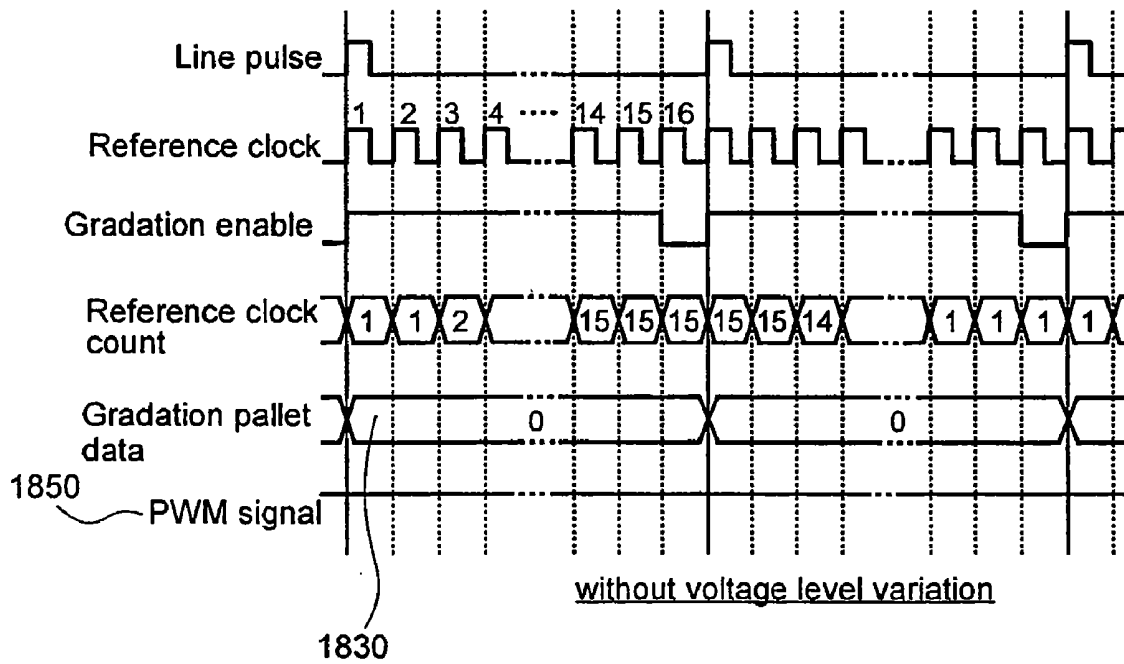 Line pulse
1 2 3 4 ····· 14 15 16
Reference clock
Gradation enable
Reference clock
count
1 1 2 15 15 15 15 15 14 1 1 1 1
Gradation pallet
data
0 0
1850
PWM signal
without voltage level variation
1830